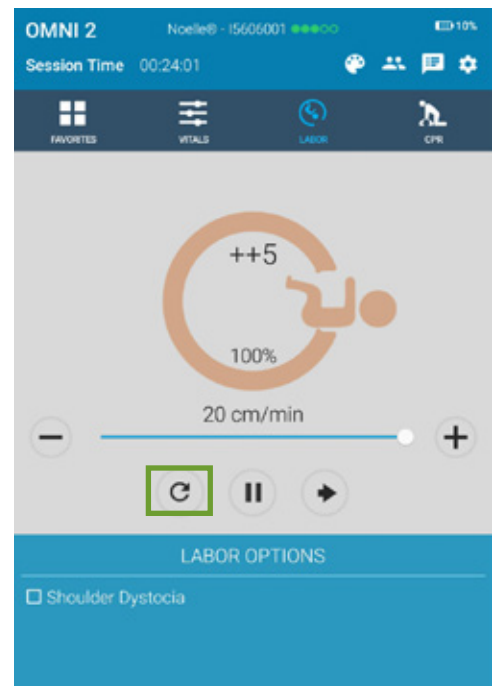 OMNI 2 Noelle® - I5606001 10%
Session Time 00:24:01
FAVORITES VITALS LABOR CPR
++5
100%
20 cm/min
LABOR OPTIONS
Shoulder Dystocia